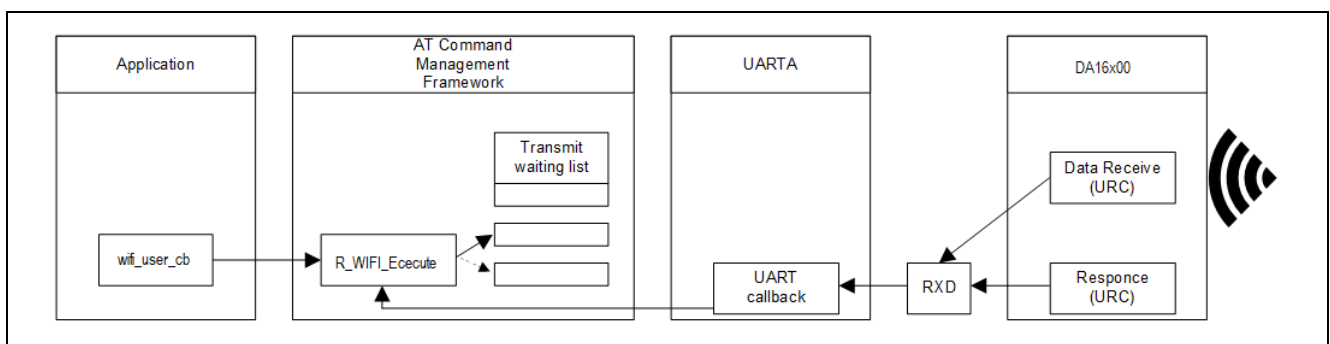 Application
AT Command
Management
Framework
UARTA
DA16x00
Transmit
waiting list
Data Receive
(URC)
wifi_user_cb
R_WIFI_Ececute
UART
callback
RXD
Responce
(URC)